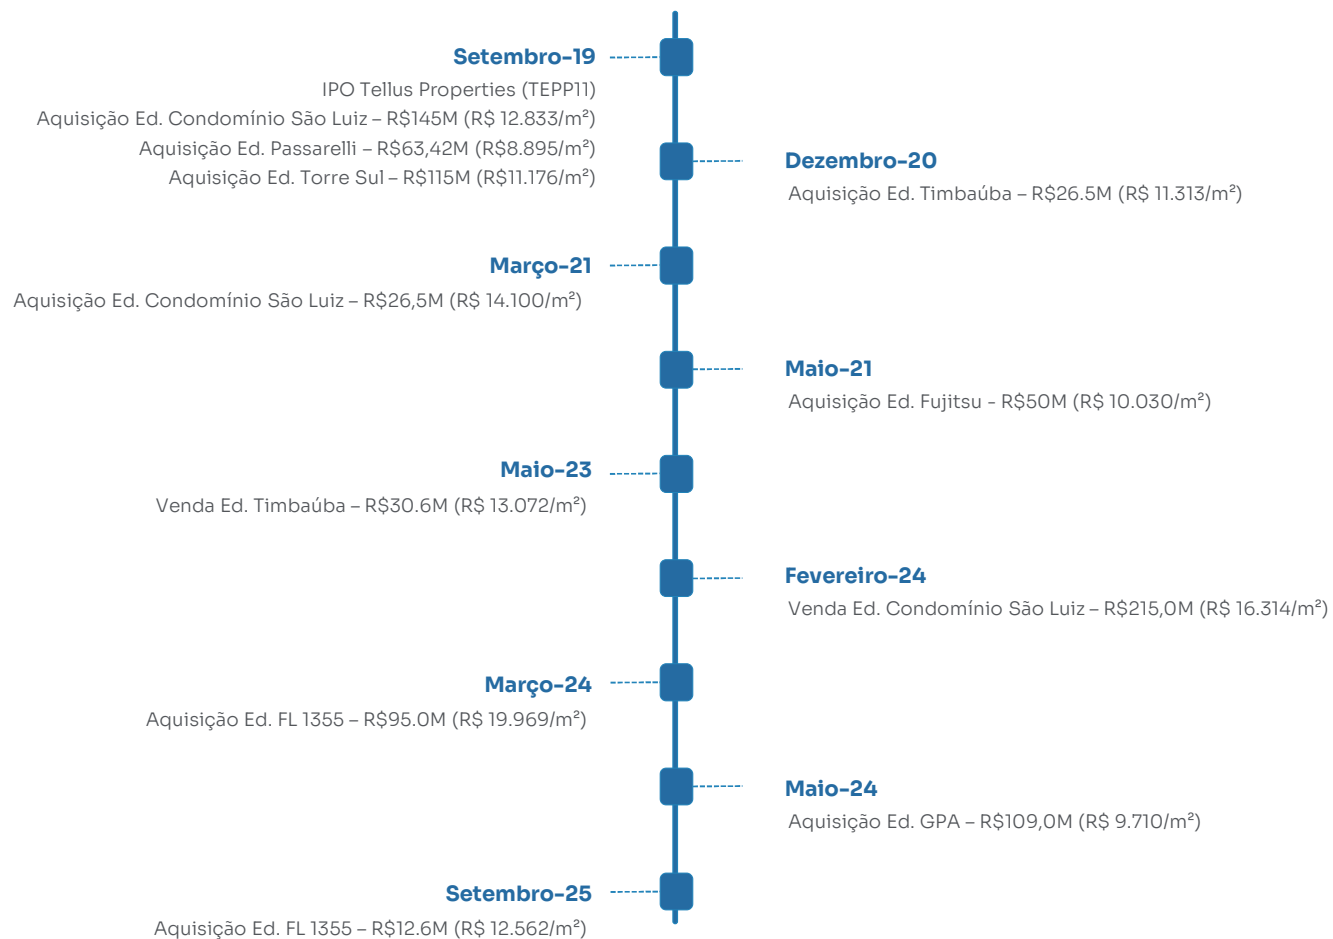 Setembro-19
IPO Tellus Properties (TEPP11)
Aquisição Ed. Condomínio São Luiz – R$145M (R$ 12.833/m²)
Aquisição Ed. Passarelli – R$63,42M (R$8.895/m²)
Aquisição Ed. Torre Sul – R$115M (R$11.176/m²)
Dezembro-20
Aquisição Ed. Timbaúba – R$26.5M (R$ 11.313/m²)
Março-21
Aquisição Ed. Condomínio São Luiz – R$26,5M (R$ 14.100/m²)
Maio-21
Aquisição Ed. Fujitsu - R$50M (R$ 10.030/m²)
Maio-23
Venda Ed. Timbaúba – R$30.6M (R$ 13.072/m²)
Fevereiro-24
Venda Ed. Condomínio São Luiz – R$215,0M (R$ 16.314/m²)
Março-24
Aquisição Ed. FL 1355 – R$95.0M (R$ 19.969/m²)
Maio-24
Aquisição Ed. GPA – R$109,0M (R$ 9.710/m²)
Setembro-25
Aquisição Ed. FL 1355 – R$12.6M (R$ 12.562/m²)